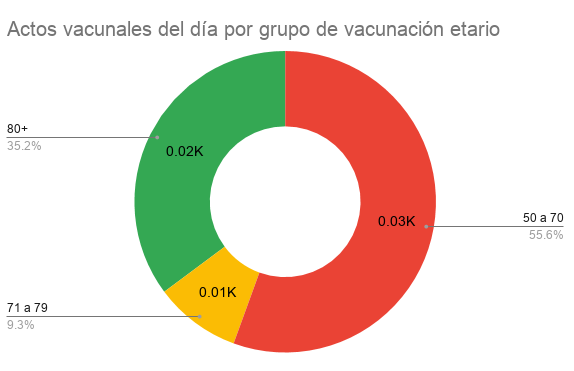 Actos vacunales del día por grupo de vacunación etario
80+
35.2%
0.02K
50 a 70
55.6%
0.03K
71 a 79
9.3%
0.01K